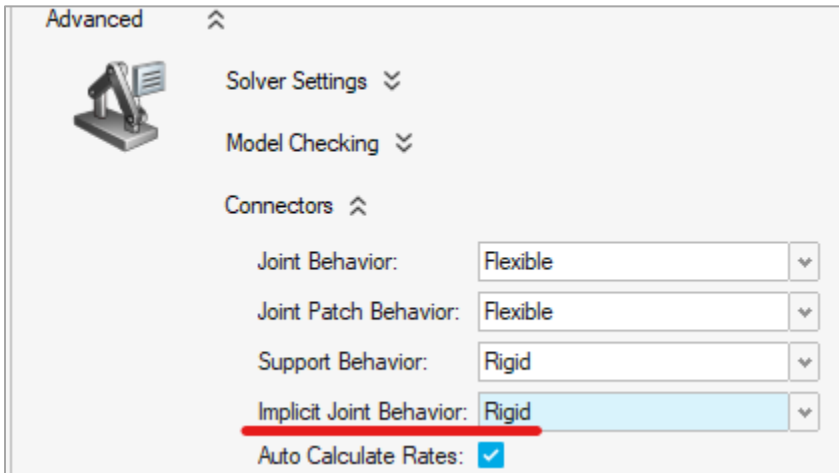 Advanced
Solver Settings
Model Checking
Connectors
Joint Behavior: Flexible
Joint Patch Behavior: Flexible
Support Behavior: Rigid
Implicit Joint Behavior: Rigid
Auto Calculate Rates: